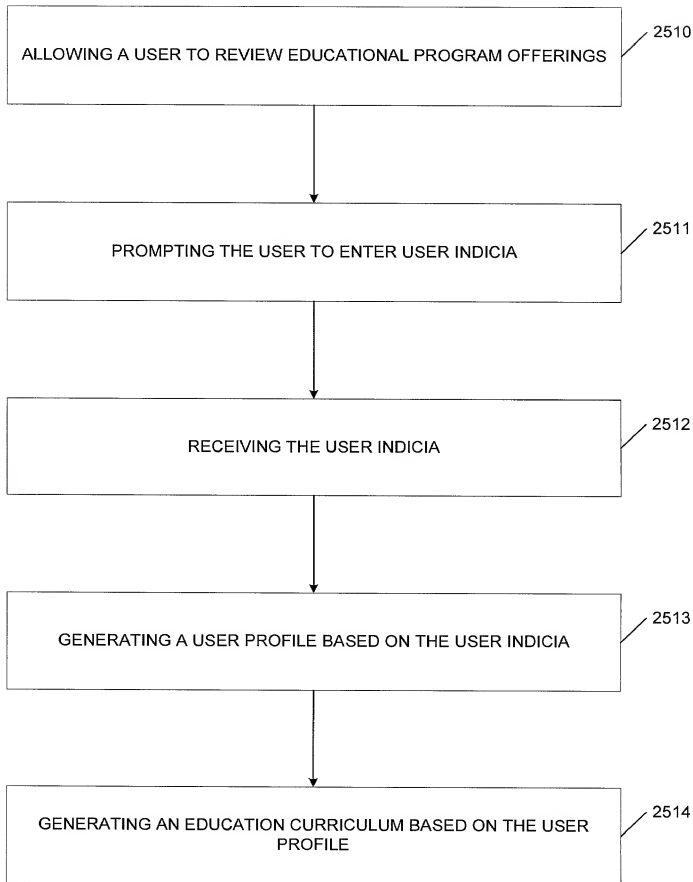 2510
ALLOWING A USER TO REVIEW EDUCATIONAL PROGRAM OFFERINGS
2511
PROMPTING THE USER TO ENTER USER INDICIA
2512
RECEIVING THE USER INDICIA
2513
GENERATING A USER PROFILE BASED ON THE USER INDICIA
2514
GENERATING AN EDUCATION CURRICULUM BASED ON THE USER
PROFILE